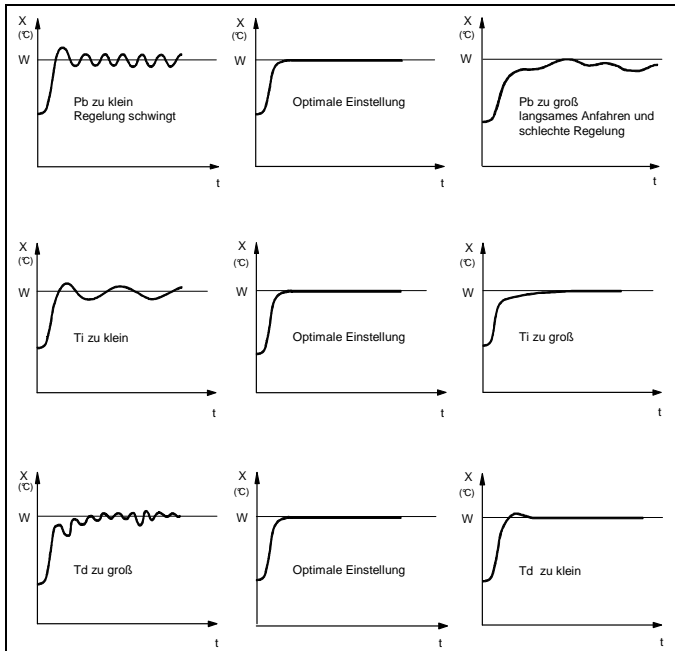 X
(°C)
W
Pb zu klein
Regelung schwingt
t
X
(°C)
W
Optimale Einstellung
t
X
(°C)
W
Pb zu groß
langsames Anfahren und
schlechte Regelung
t
X
(°C)
W
Ti zu klein
t
X
(°C)
W
Optimale Einstellung
t
X
(°C)
W
Ti zu groß
t
X
(°C)
W
Td zu groß
t
X
(°C)
W
Optimale Einstellung
t
X
(°C)
W
Td zu klein
t